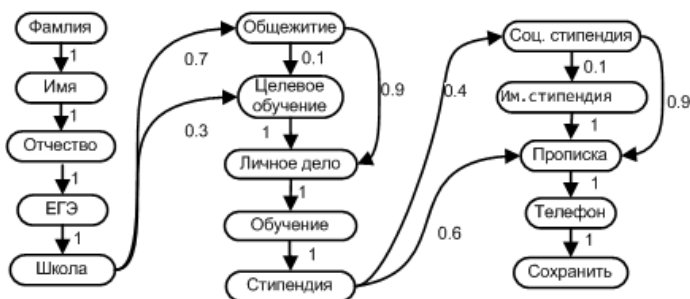 Фамлия
1
Имя
1
Отчество
1
ЕГЭ
1
Школа
0.7
0.3
Общежитие
0.1
Целевое
обучение
0.9
1
Личное дело
1
Обучение
1
Стипендия
0.4
0.6
Соц. стипендия
0.1
Им.стипендия
0.9
1
Прописка
1
Телефон
1
Сохранить